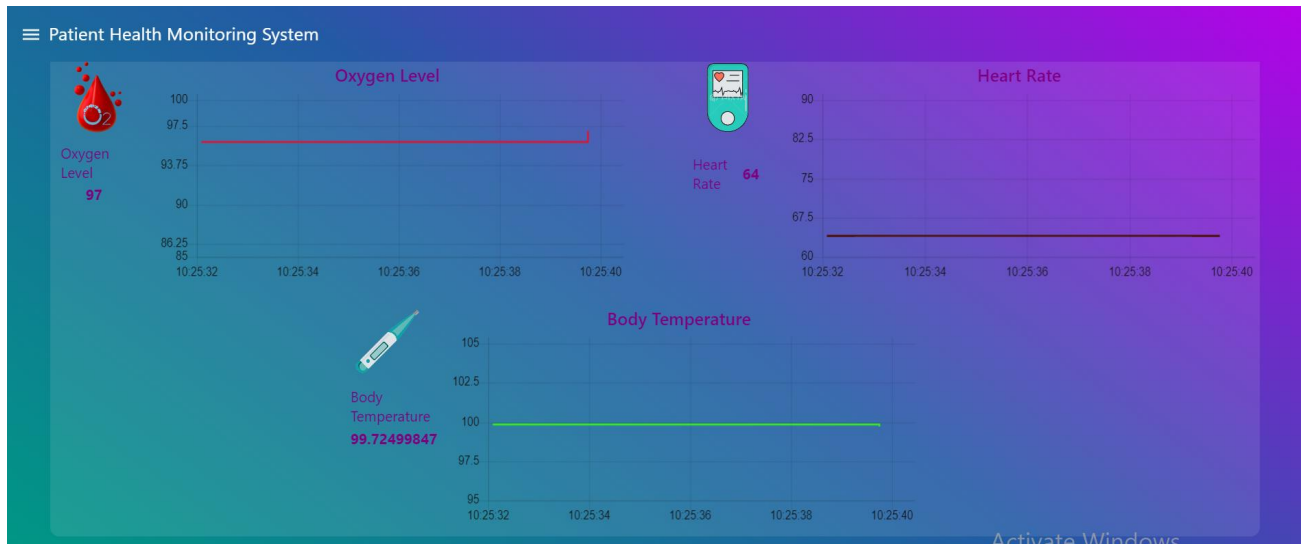 Patient Health Monitoring System
Oxygen Level
O2
Oxygen
Level
97
100
97.5
93.75
90
86.25
85
10:25:32 10:25:34 10:25:36 10:25:38 10:25:40
Heart Rate
Heart
Rate
64
90
82.5
75
67.5
60
10:25:32 10:25:34 10:25:36 10:25:38 10:25:40
Body Temperature
Body
Temperature
99.72499847
105
102.5
100
97.5
95
10:25:32 10:25:34 10:25:36 10:25:38 10:25:40
Activate Windows